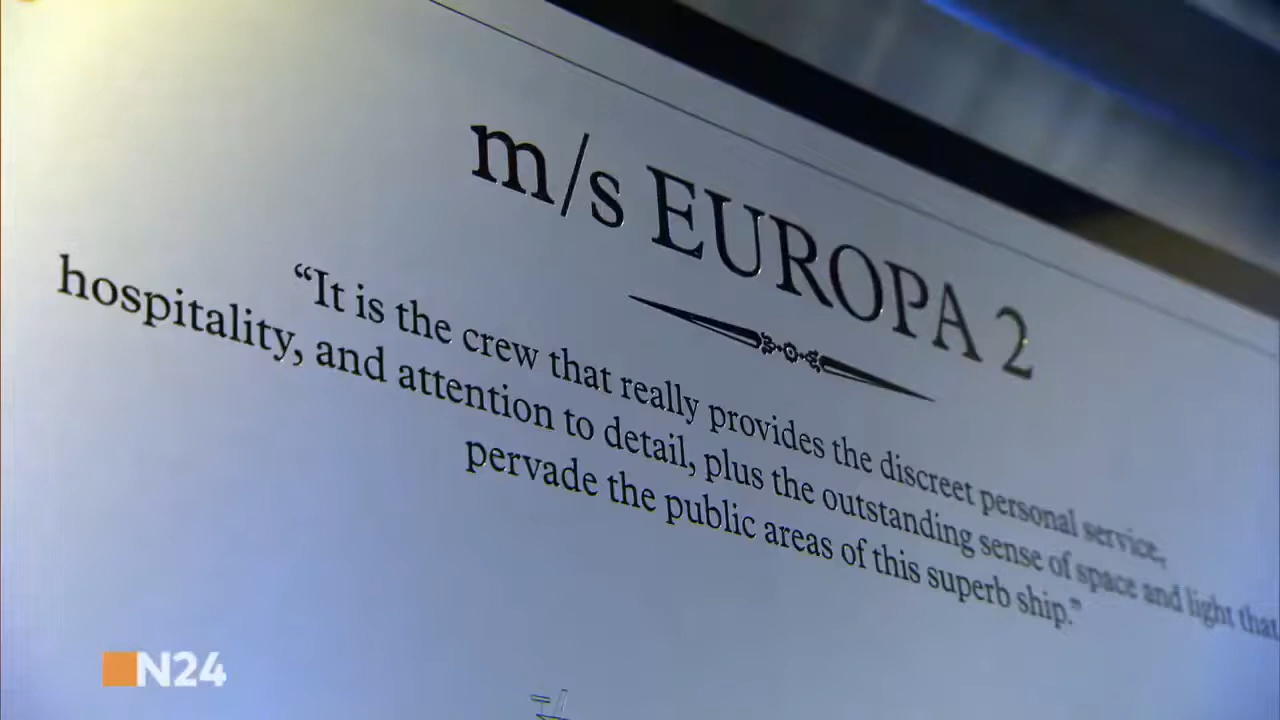 m/s EUROPA 2
“It is the crew that really provides the discreet personal service,
hospitality, and attention to detail, plus the outstanding sense of space and light that
pervade the public areas of this superb ship.”
N24